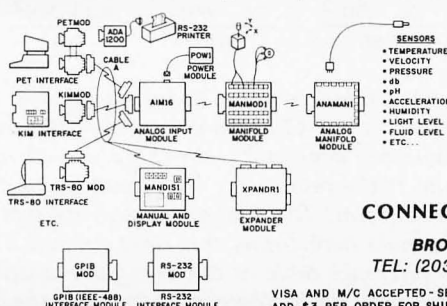 PETMOD
ADA 1200
RS-232 PRINTER
CABLE A
POW1
POWER MODULE
PET INTERFACE
KIMMOD
AIM16
ANALOG INPUT MODULE
MANMOD1
MANIFOLD MODULE
ANAMAN1
ANALOG MANIFOLD MODULE
SENSORS
• TEMPERATURE
• VELOCITY
• PRESSURE
• db
• pH
• ACCELERATION
• HUMIDITY
• LIGHT LEVEL
• FLUID LEVEL
• ETC...
KIM INTERFACE
TRS-80 MOD
TRS-80 INTERFACE
ETC.
MANDIS1
MANUAL AND DISPLAY MODULE
XPANDR1
EXPANDER MODULE
GPIB MOD
GPIB (IEEE-488) INTERFACE MODULE
RS-232 MOD
RS-232 INTERFACE MODULE
CONNEC
BRO
TEL: (203
VISA AND M/C ACCEPTED - S
ADD $3 PER ORDER FOR SHI